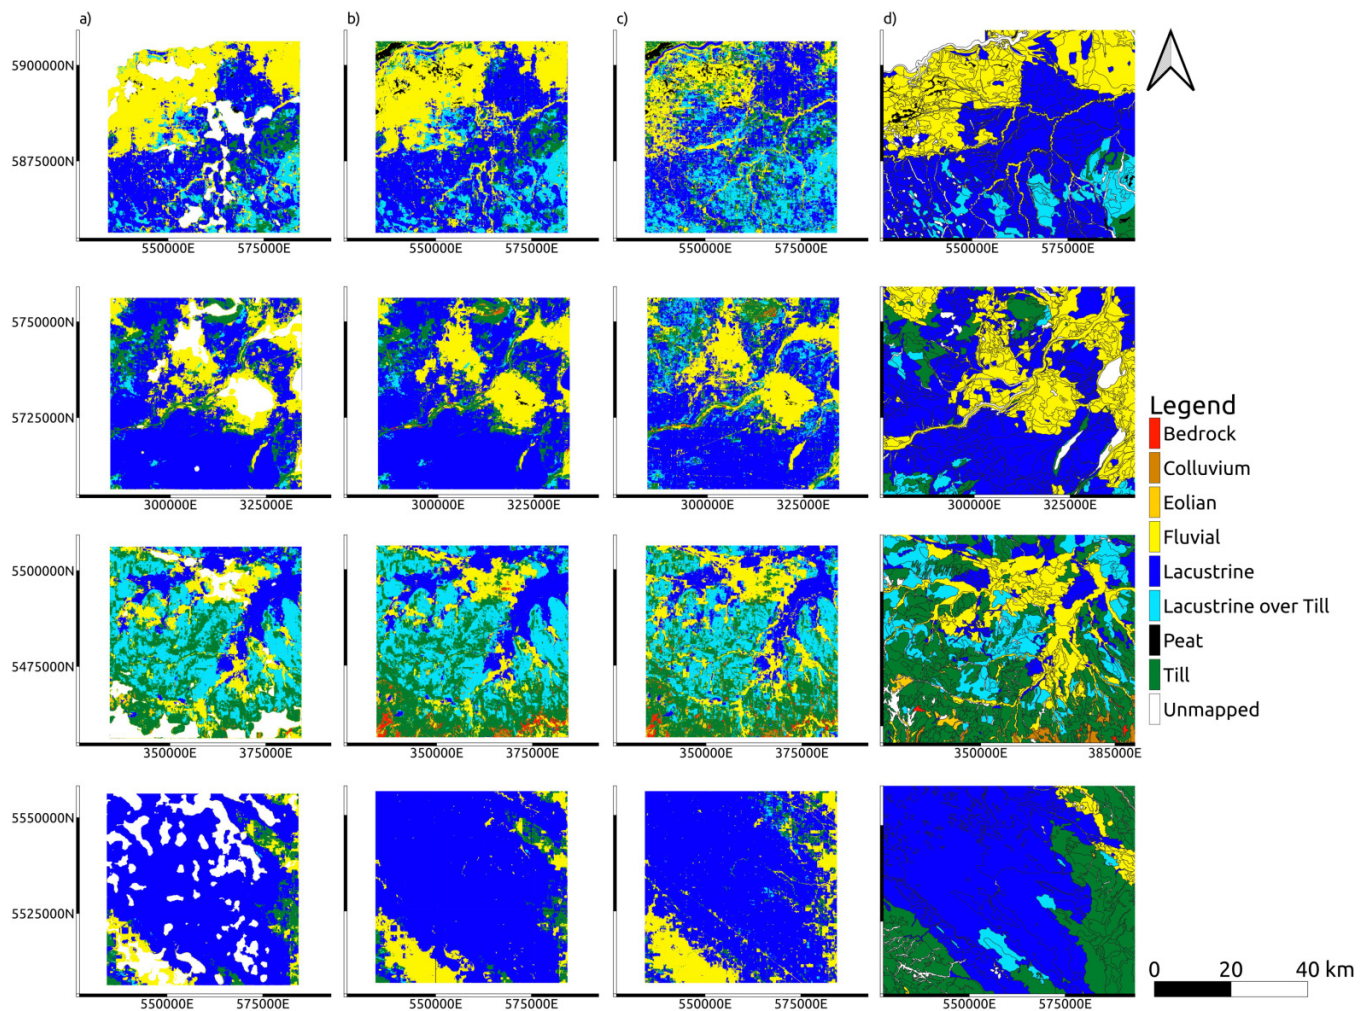 a)
b)
c)
d)
5900000N
5875000N
550000E
575000E
550000E
575000E
550000E
575000E
550000E
575000E
5750000N
5725000N
300000E
325000E
300000E
325000E
300000E
325000E
300000E
325000E
Legend
Bedrock
Colluvium
Eolian
Fluvial
Lacustrine
Lacustrine over Till
Peat
Till
Unmapped
5500000N
5475000N
350000E
375000E
350000E
375000E
350000E
375000E
350000E
385000E
5550000N
5525000N
550000E
575000E
550000E
575000E
550000E
575000E
550000E
575000E
0
20
40 km